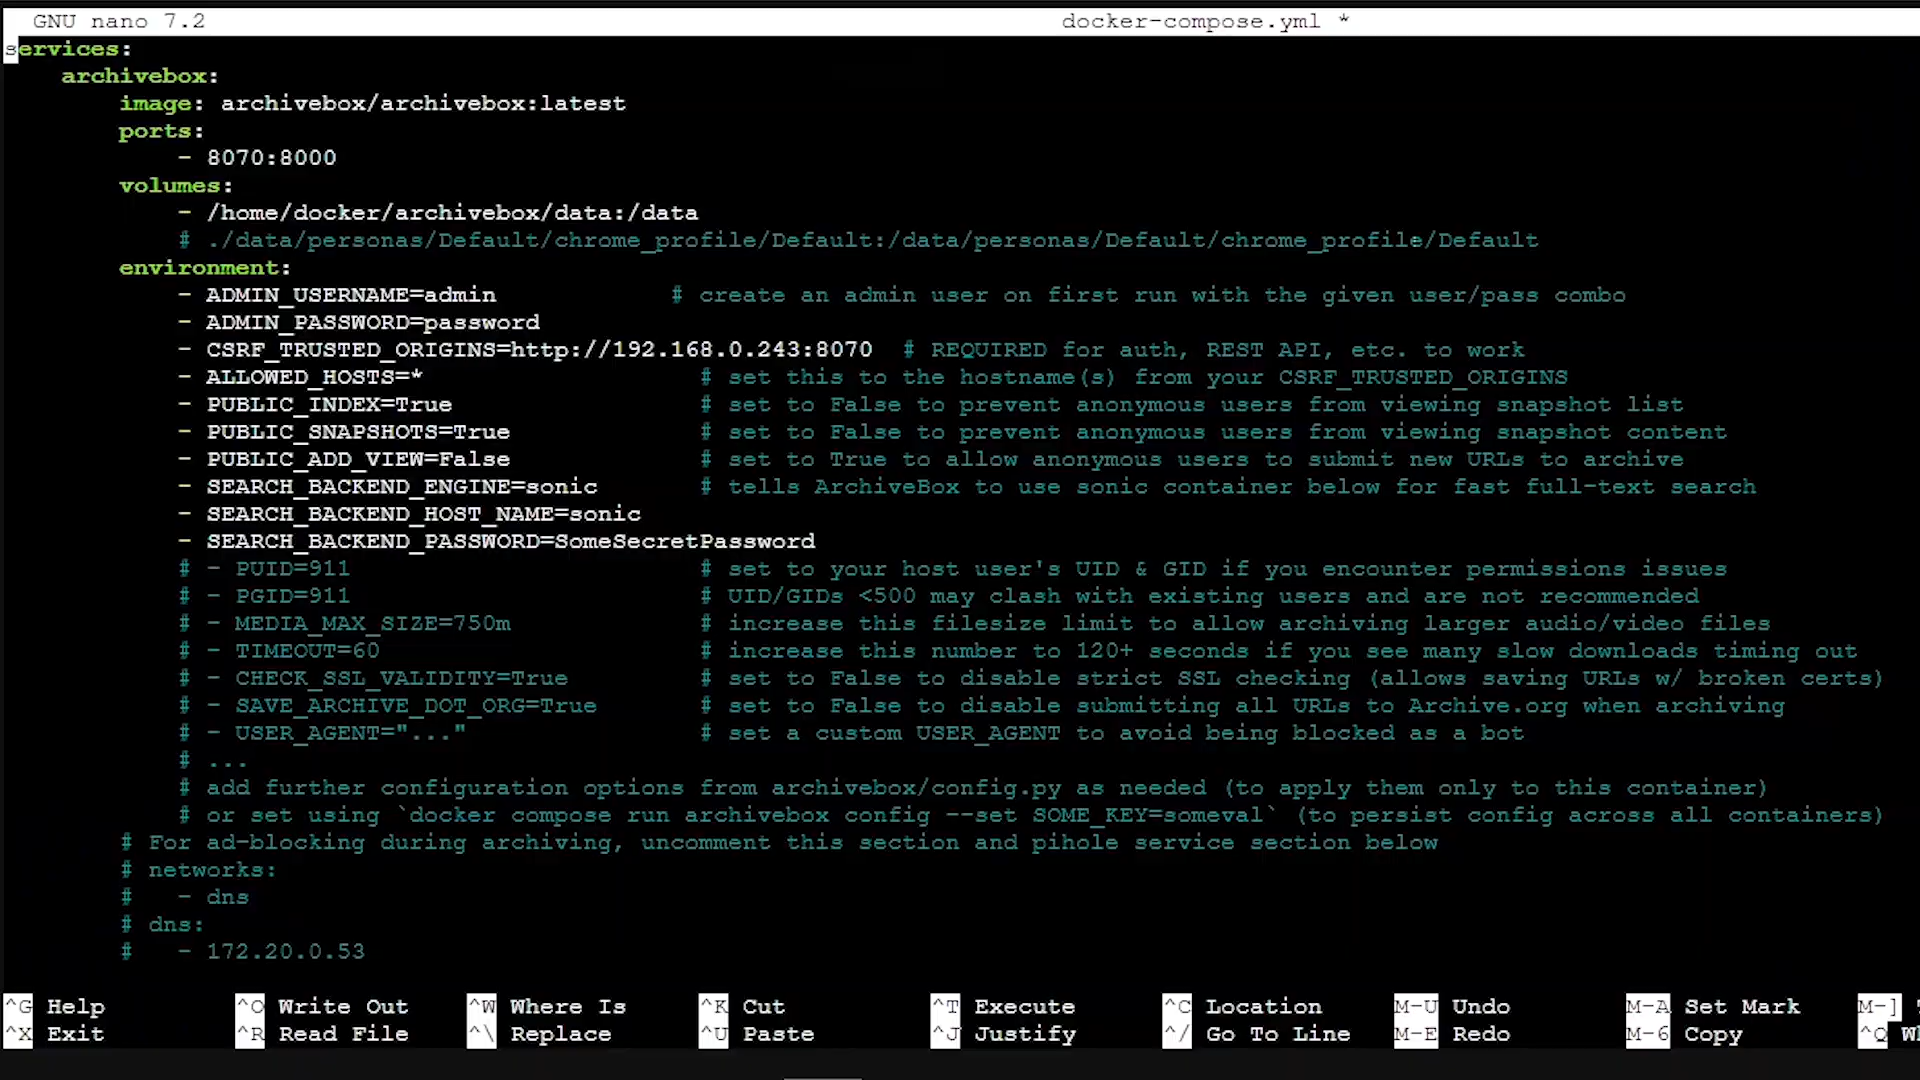 GNU nano 7.2 docker-compose.yml *
services:
archivebox:
image: archivebox/archivebox:latest
ports:
- 8070:8000
volumes:
- /home/docker/archivebox/data:/data
# ./data/personas/Default/chrome_profile/Default:/data/personas/Default/chrome_profile/Default
environment:
- ADMIN_USERNAME=admin # create an admin user on first run with the given user/pass combo
- ADMIN_PASSWORD=password
- CSRF_TRUSTED_ORIGINS=http://192.168.0.243:8070 # REQUIRED for auth, REST API, etc. to work
- ALLOWED_HOSTS=* # set this to the hostname(s) from your CSRF_TRUSTED_ORIGINS
- PUBLIC_INDEX=True # set to False to prevent anonymous users from viewing snapshot list
- PUBLIC_SNAPSHOTS=True # set to False to prevent anonymous users from viewing snapshot content
- PUBLIC_ADD_VIEW=False # set to True to allow anonymous users to submit new URLs to archive
- SEARCH_BACKEND_ENGINE=sonic # tells ArchiveBox to use sonic container below for fast full-text search
- SEARCH_BACKEND_HOST_NAME=sonic
- SEARCH_BACKEND_PASSWORD=SomeSecretPassword
# - PUID=911 # set to your host user's UID & GID if you encounter permissions issues
# - PGID=911 # UID/GIDs <500 may clash with existing users and are not recommended
# - MEDIA_MAX_SIZE=750m # increase this filesize limit to allow archiving larger audio/video files
# - TIMEOUT=60 # increase this number to 120+ seconds if you see many slow downloads timing out
# - CHECK_SSL_VALIDITY=True # set to False to disable strict SSL checking (allows saving URLs w/ broken certs)
# - SAVE_ARCHIVE_DOT_ORG=True # set to False to disable submitting all URLs to Archive.org when archiving
# - USER_AGENT="..." # set a custom USER_AGENT to avoid being blocked as a bot
# ...
# add further configuration options from archivebox/config.py as needed (to apply them only to this container)
# or set using `docker compose run archivebox config --set SOME_KEY=someval` (to persist config across all containers)
# For ad-blocking during archiving, uncomment this section and pihole service section below
# networks:
# - dns
# dns:
# - 172.20.0.53
^G Help ^O Write Out ^W Where Is ^K Cut ^T Execute ^C Location M-U Undo M-A Set Mark M-]
^X Exit ^R Read File ^\ Replace ^U Paste ^J Justify ^/ Go To Line M-E Redo M-6 Copy ^Q